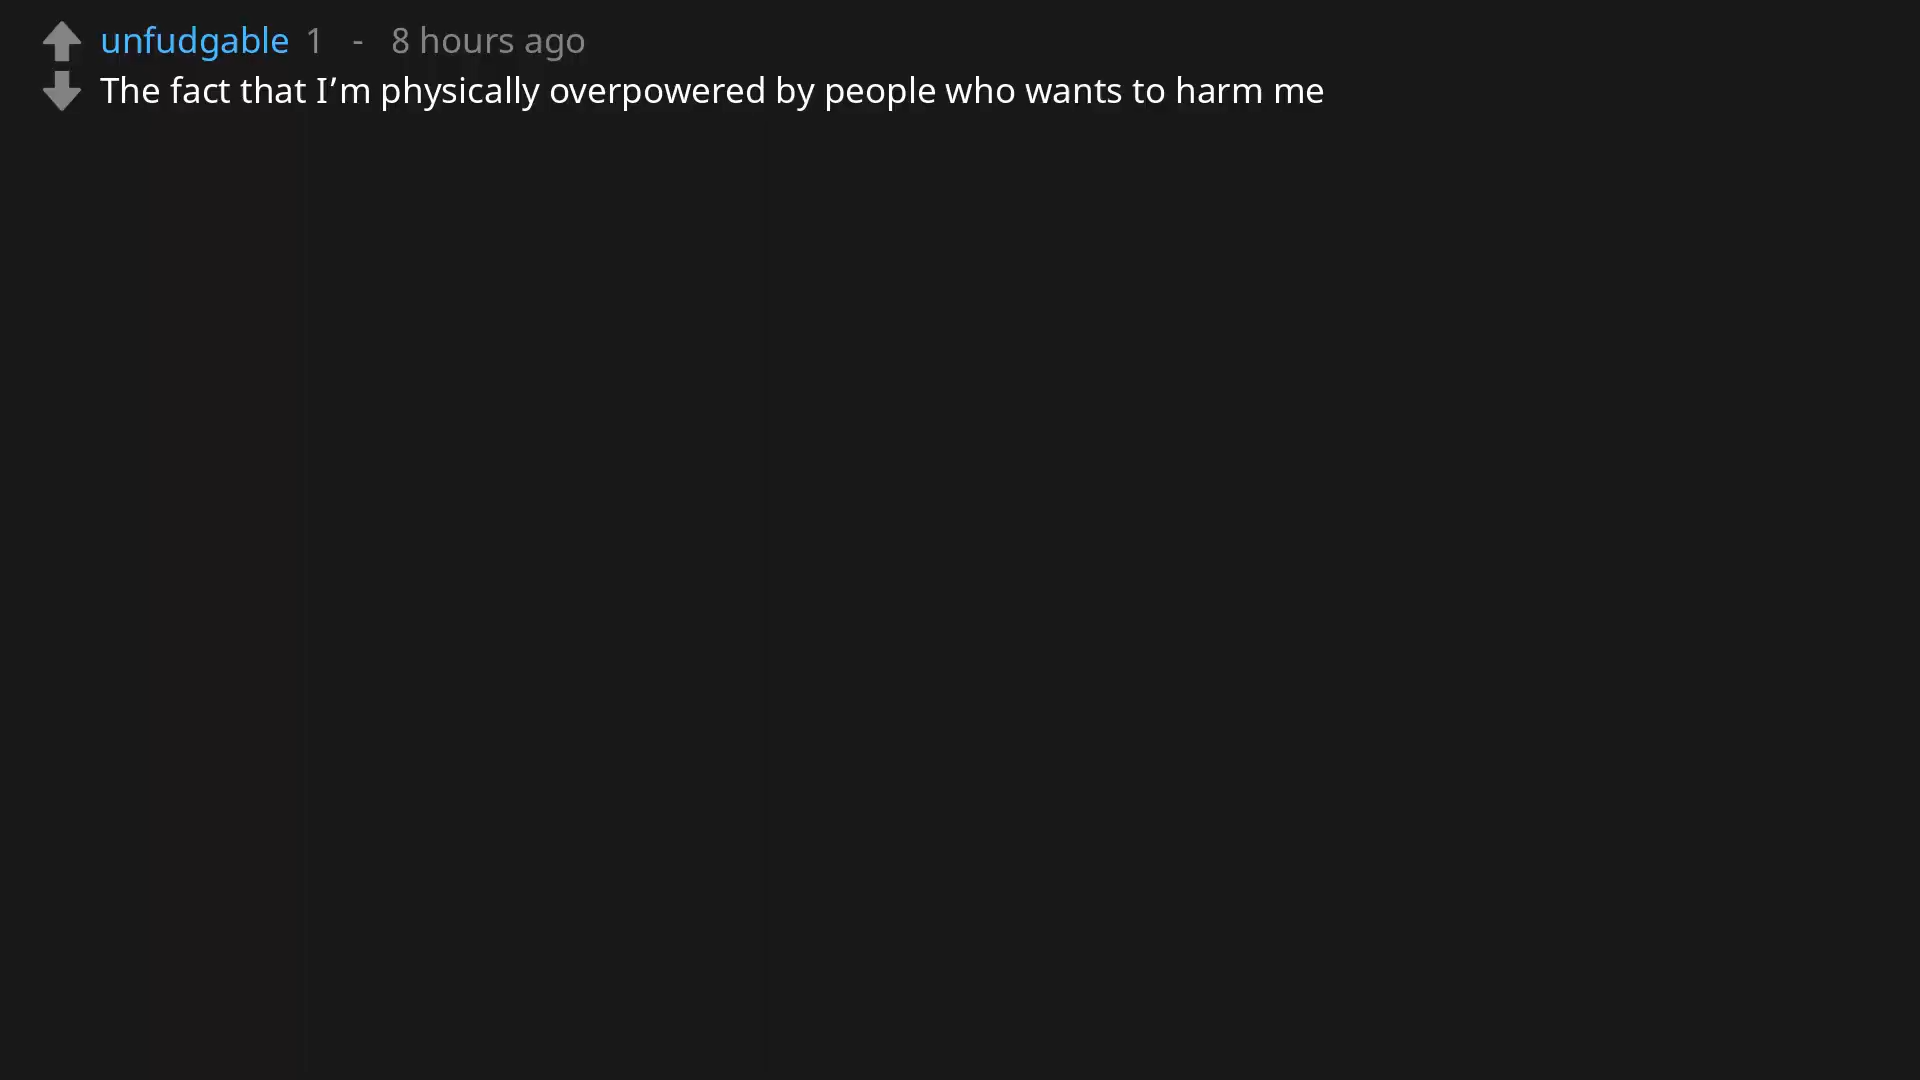 unfudgable 1 - 8 hours ago
The fact that I’m physically overpowered by people who wants to harm me